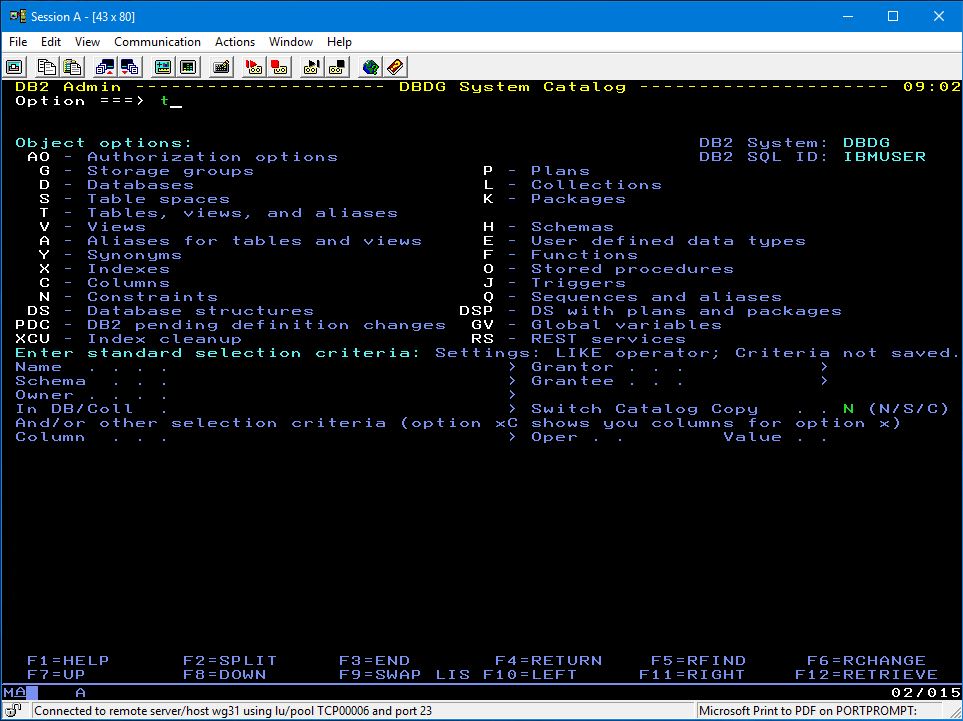 Session A - [43 x 80]
File Edit View Communication Actions Window Help
DB2 Admin --------------------- DBDG System Catalog --------------------- 09:02
Option ===> t_
Object options: DB2 System: DBDG
AO - Authorization options DB2 SQL ID: IBMUSER
G - Storage groups P - Plans
D - Databases L - Collections
S - Table spaces K - Packages
T - Tables, views, and aliases
V - Views H - Schemas
A - Aliases for tables and views E - User defined data types
Y - Synonyms F - Functions
X - Indexes O - Stored procedures
C - Columns J - Triggers
N - Constraints Q - Sequences and aliases
DS - Database structures DSP - DS with plans and packages
PDC - DB2 pending definition changes GV - Global variables
XCU - Index cleanup RS - REST services
Enter standard selection criteria: Settings: LIKE operator; Criteria not saved.
Name . . . . > Grantor . . . >
Schema . . . > Grantee . . . >
Owner . . . . >
In DB/Coll . > Switch Catalog Copy . . N (N/S/C)
And/or other selection criteria (option xC shows you columns for option x)
Column . . . > Oper . . Value . .
F1=HELP F2=SPLIT F3=END F4=RETURN F5=RFIND F6=RCHANGE
F7=UP F8=DOWN F9=SWAP LIS F10=LEFT F11=RIGHT F12=RETRIEVE
MA A 02/015
Connected to remote server/host wg31 using lu/pool TCP00006 and port 23 Microsoft Print to PDF on PORTPROMPT: